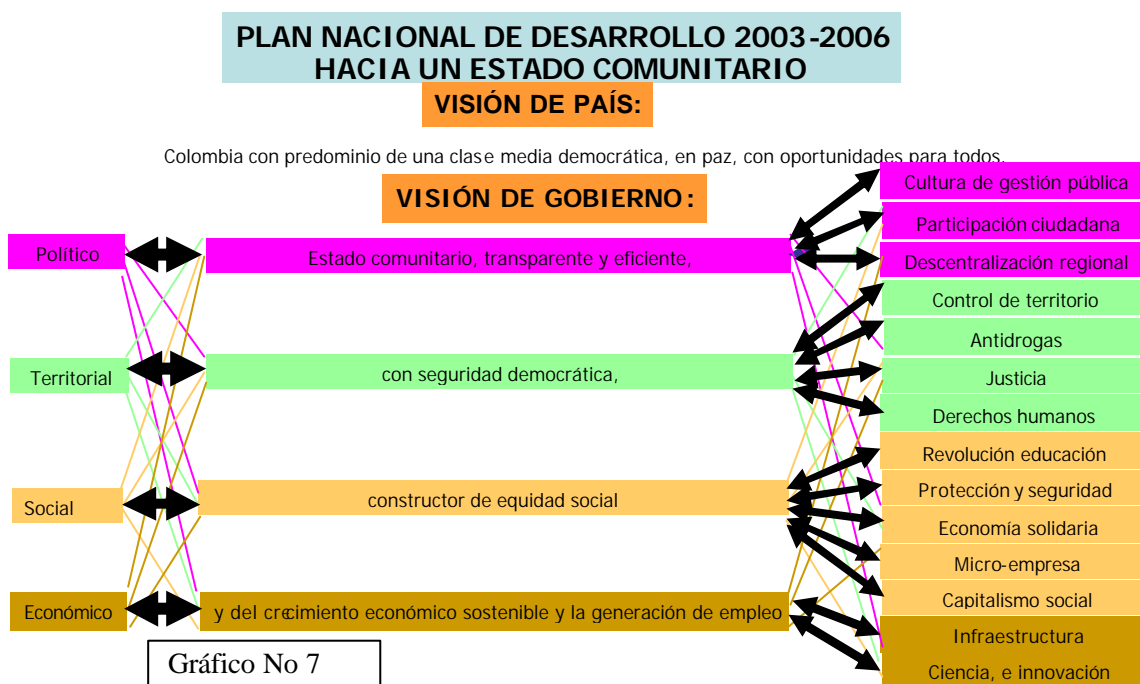 PLAN NACIONAL DE DESARROLLO 2003-2006
HACIA UN ESTADO COMUNITARIO
VISIÓN DE PAÍS:
Colombia con predominio de una clase media democrática, en paz, con oportunidades para todos.
VISIÓN DE GOBIERNO:
Político
Estado comunitario, transparente y eficiente,
Cultura de gestión pública
Participación ciudadana
Descentralización regional
Territorial
con seguridad democrática,
Control de territorio
Antidrogas
Justicia
Derechos humanos
Social
constructor de equidad social
Revolución educación
Protección y seguridad
Economía solidaria
Micro-empresa
Capitalismo social
Económico
y del crecimiento económico sostenible y la generación de empleo
Infraestructura
Ciencia, e innovación
Gráfico No 7